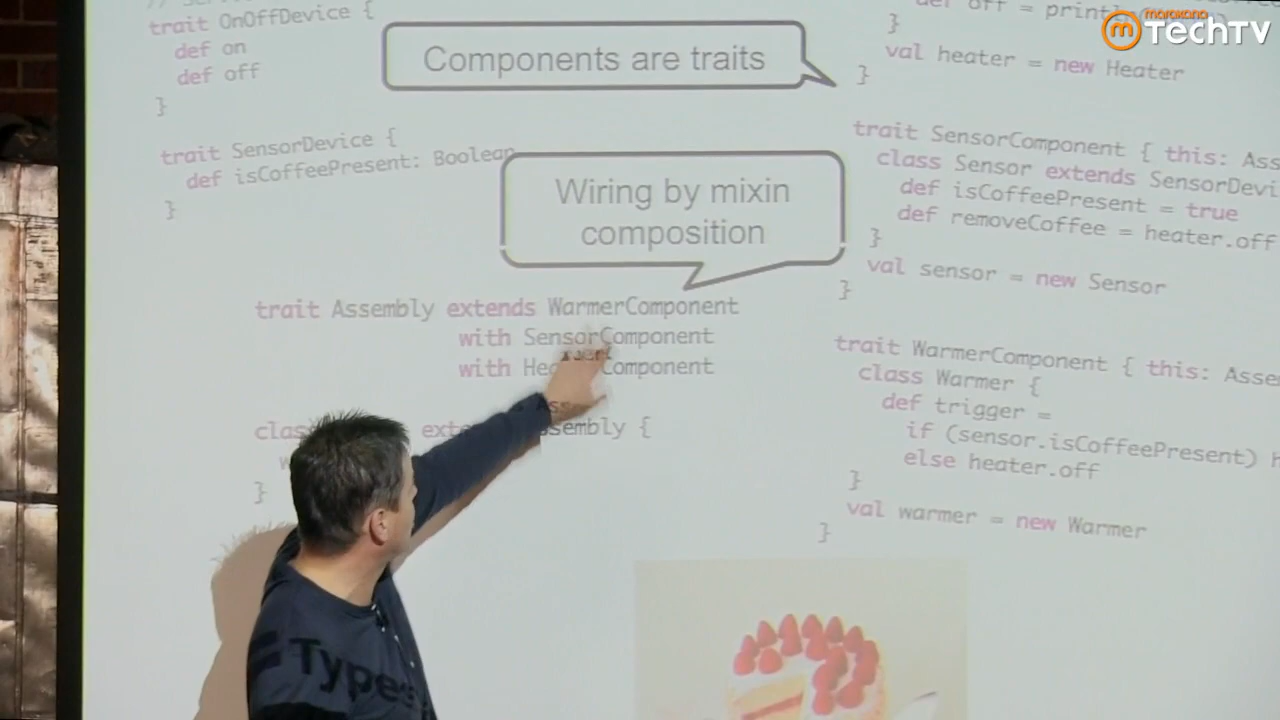 trait OnOffDevice {
def on
def off
}
trait SensorDevice {
def isCoffeePresent: Boolean
}
Components are traits
Wiring by mixin
composition
trait Assembly extends WarmerComponent
with SensorComponent
with Component
{
}
def off =
}
val heater = new Heater
}
trait SensorComponent { this:
class Sensor extends
def isCoffeePresent = true
def removeCoffee = heater.off
}
val sensor = new Sensor
}
trait WarmerComponent { this:
class Warmer {
def trigger =
if (sensor.isCoffeePresent)
else heater.off
}
val warmer = new Warmer
}
marakana
TechTV